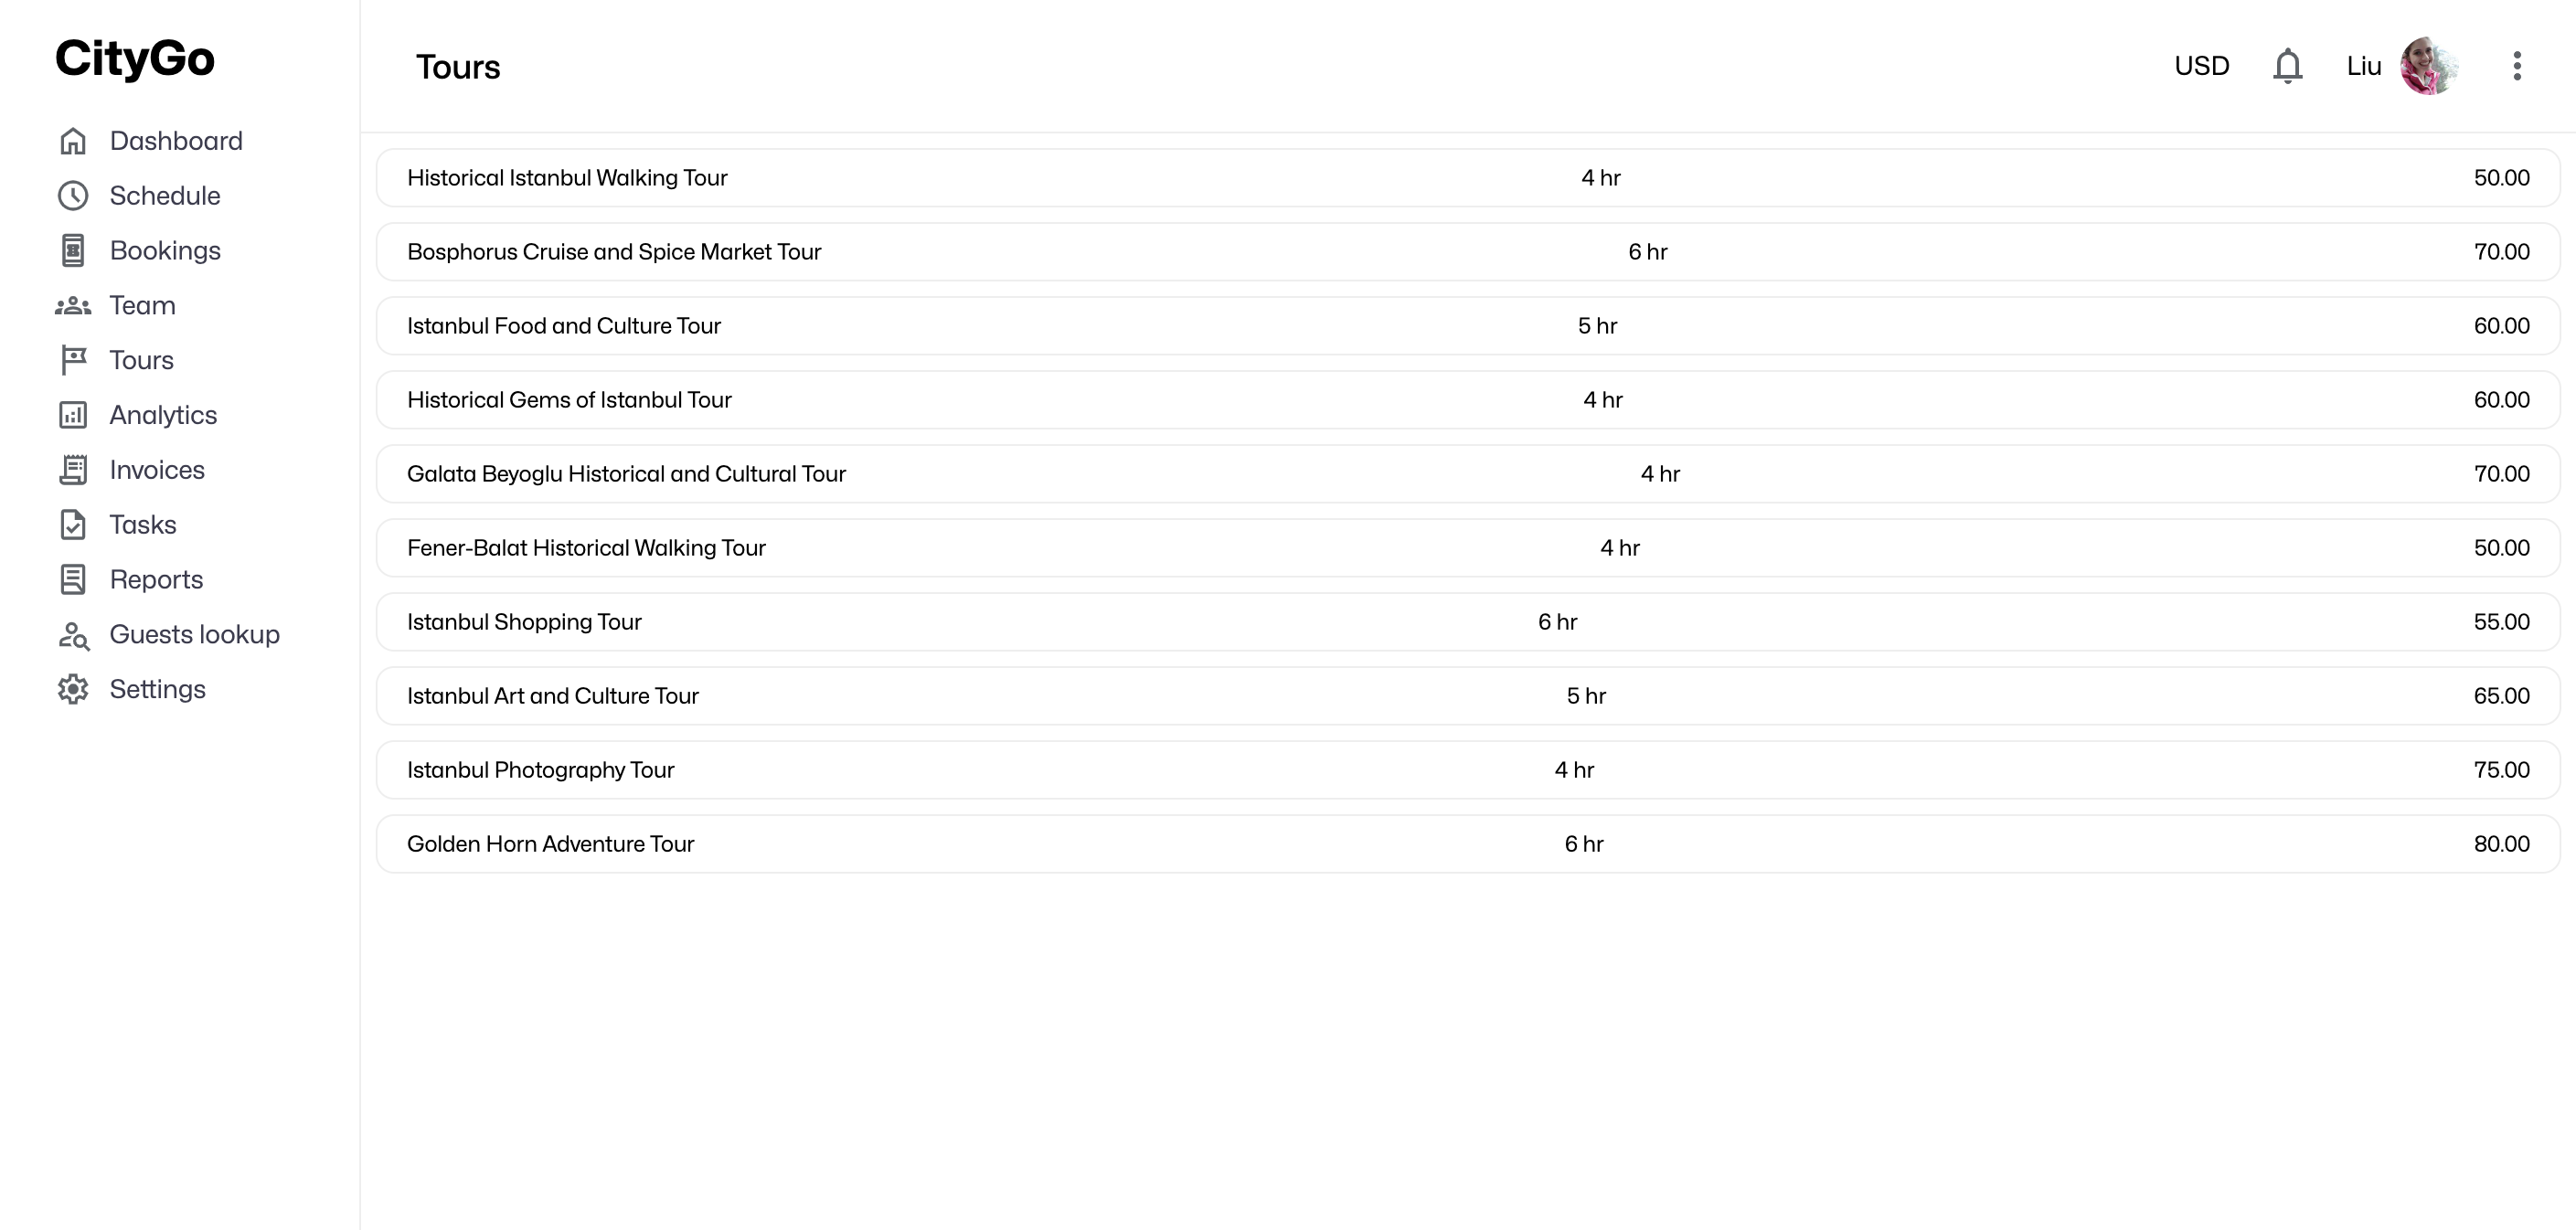 CityGo
Dashboard
Schedule
Bookings
Team
Tours
Analytics
Invoices
Tasks
Reports
Guests lookup
Settings
Tours
USD Liu
Historical Istanbul Walking Tour 4 hr 50.00
Bosphorus Cruise and Spice Market Tour 6 hr 70.00
Istanbul Food and Culture Tour 5 hr 60.00
Historical Gems of Istanbul Tour 4 hr 60.00
Galata Beyoglu Historical and Cultural Tour 4 hr 70.00
Fener-Balat Historical Walking Tour 4 hr 50.00
Istanbul Shopping Tour 6 hr 55.00
Istanbul Art and Culture Tour 5 hr 65.00
Istanbul Photography Tour 4 hr 75.00
Golden Horn Adventure Tour 6 hr 80.00